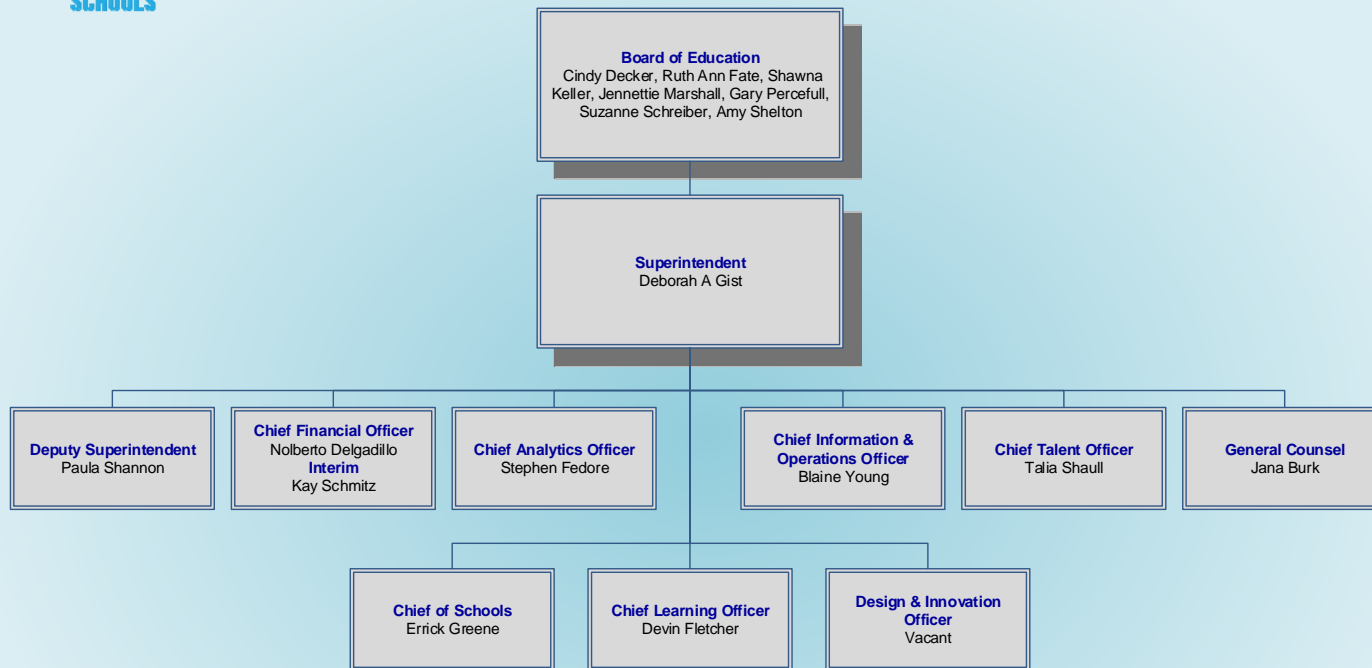 SCHOOLS
Board of Education
Cindy Decker, Ruth Ann Fate, Shawna
Keller, Jennettie Marshall, Gary Percefull,
Suzanne Schreiber, Amy Shelton
Superintendent
Deborah A Gist
Deputy Superintendent
Paula Shannon
Chief Financial Officer
Nolberto Delgadillo
Interim
Kay Schmitz
Chief Analytics Officer
Stephen Fedore
Chief Information &
Operations Officer
Blaine Young
Chief Talent Officer
Talia Shaull
General Counsel
Jana Burk
Chief of Schools
Errick Greene
Chief Learning Officer
Devin Fletcher
Design & Innovation
Officer
Vacant